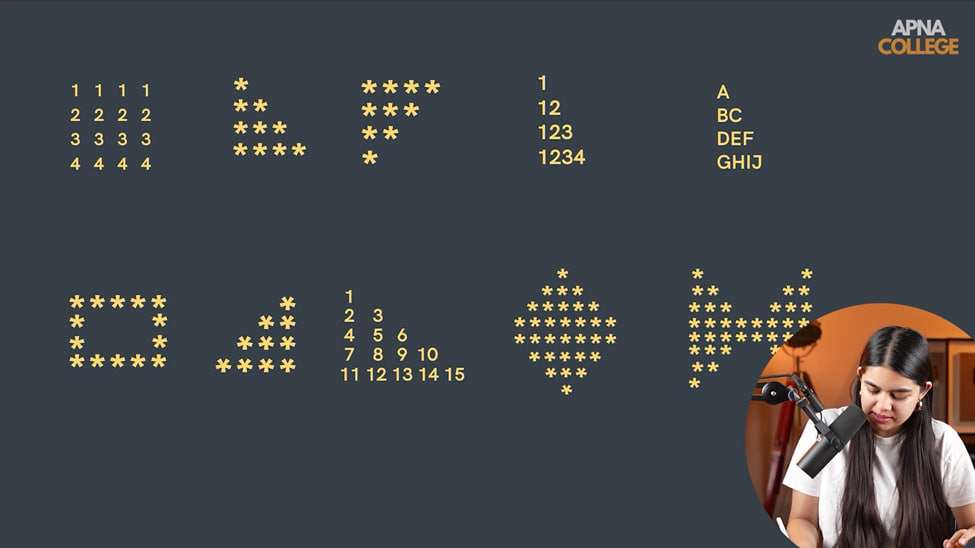 APNA
COLLEGE
1 1 1 1
2 2 2 2
3 3 3 3
4 4 4 4
*
**
***
****
****
***
**
*
1
12
123
1234
A
BC
DEF
GHIJ
*****
*   *
*   *
*****
   *
  **
 ***
****
1
2 3
4 5 6
7 8 9 10
11 12 13 14 15
   *
  ***
 *****
*******
*******
 *****
  ***
   *
*      *
**    **
***  ***
********
********
***  *
**
*